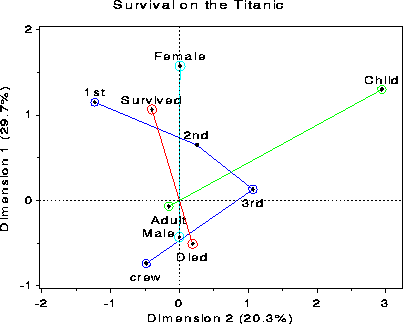 Survival on the Titanic
2
Female
Child
1st
Survived
1
2nd
Dimension 1 (29.7%)
0
3rd
Adult
Male
Died
crew
-1
-2 -1 0 1 2 3
Dimension 2 (20.3%)